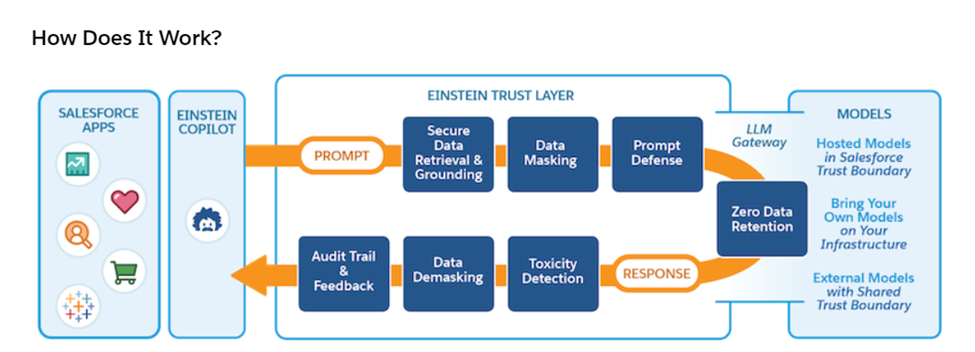 How Does It Work?
SALESFORCE
APPS
EINSTEIN
COPILOT
EINSTEIN TRUST LAYER
PROMPT
Secure
Data
Retrieval &
Grounding
Data
Masking
Prompt
Defense
LLM
Gateway
Zero Data
Retention
RESPONSE
Toxicity
Detection
Data
Demasking
Audit Trail
&
Feedback
MODELS
Hosted Models
in Salesforce
Trust Boundary
Bring Your
Own Models
on Your
Infrastructure
External Models
with Shared
Trust Boundary